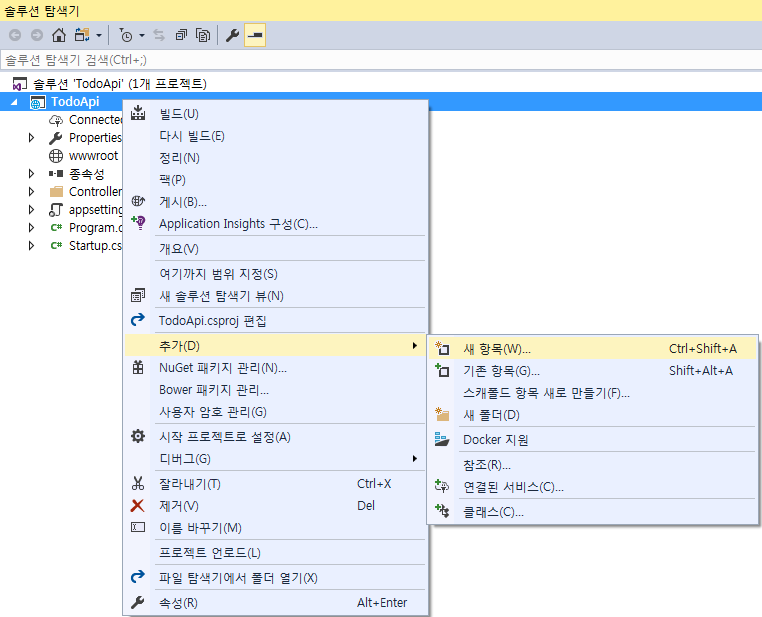 솔루션 탐색기
솔루션 탐색기 검색(Ctrl+;)
솔루션 'TodoApi' (1개 프로젝트)
TodoApi
Connected
Properties
wwwroot
종속성
Controller
appsetting
Program.c
Startup.cs
빌드(U)
다시 빌드(E)
정리(N)
팩(P)
게시(B)...
Application Insights 구성(C)...
개요(V)
여기까지 범위 지정(S)
새 솔루션 탐색기 뷰(N)
TodoApi.csproj 편집
추가(D)
NuGet 패키지 관리(N)...
Bower 패키지 관리...
사용자 암호 관리(G)
시작 프로젝트로 설정(A)
디버그(G)
잘라내기(T) Ctrl+X
제거(V) Del
이름 바꾸기(M)
프로젝트 언로드(L)
파일 탐색기에서 폴더 열기(X)
속성(R) Alt+Enter
새 항목(W)... Ctrl+Shift+A
기존 항목(G)... Shift+Alt+A
스캐폴드 항목 새로 만들기(F)...
새 폴더(D)
Docker 지원
참조(R)...
연결된 서비스(C)...
클래스(C)...